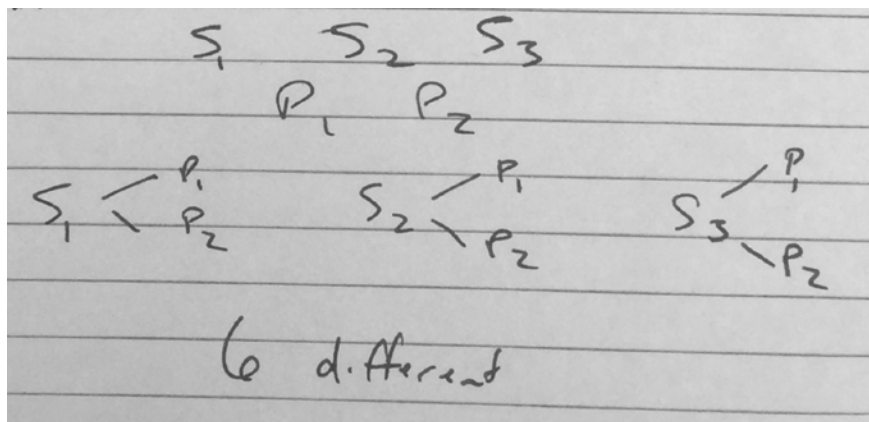 S₁ S₂ S₃
P₁ P₂
S₁ P₁ P₂ S₂ P₁ P₂ S₃ P₁ P₂
6 different